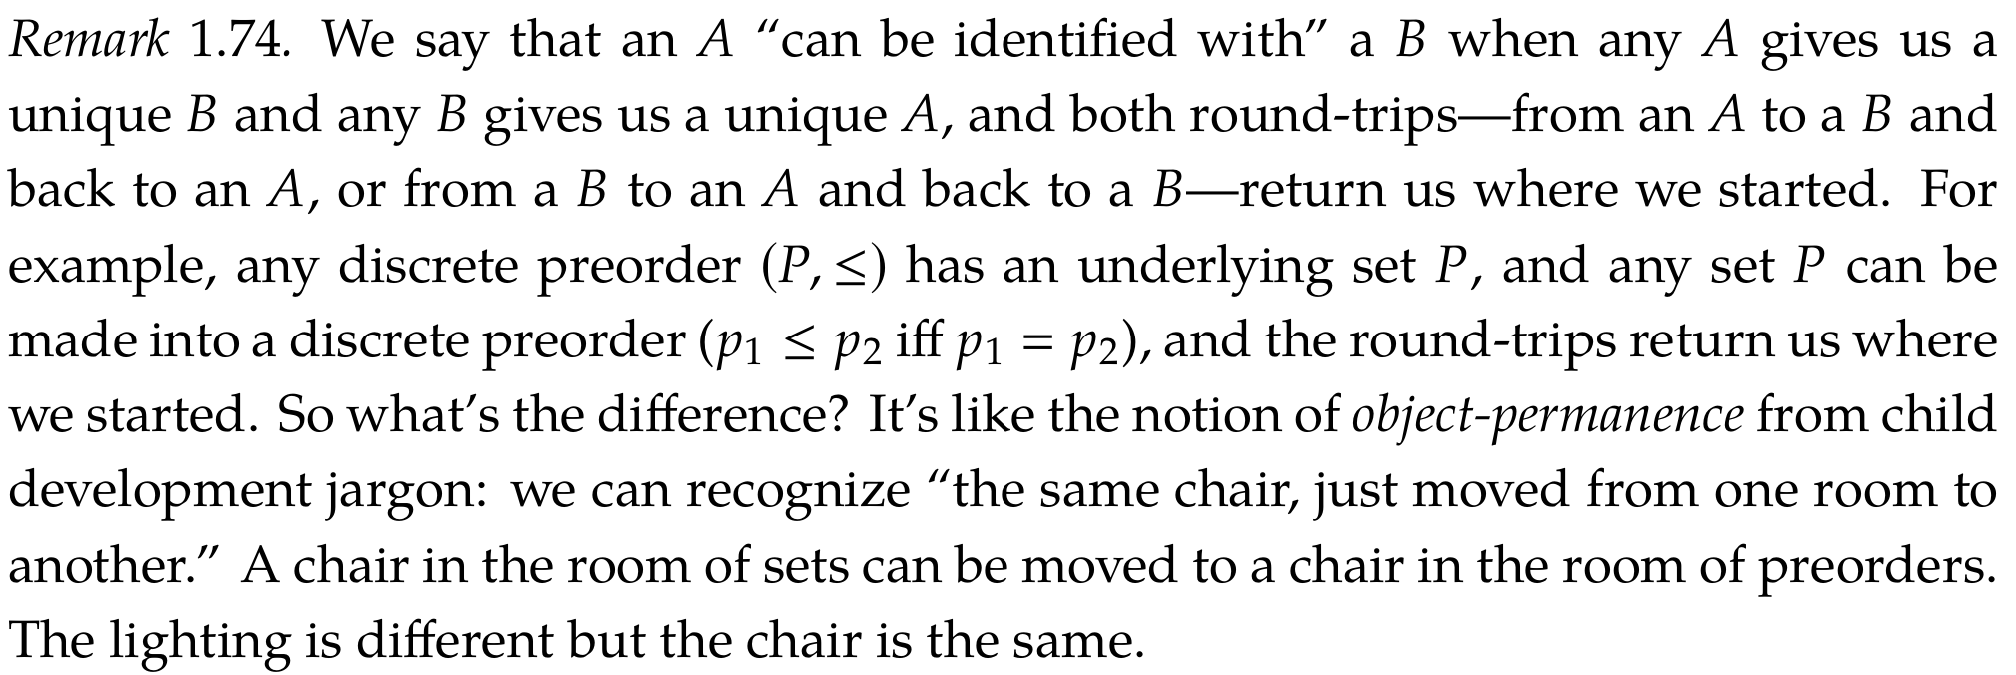 Remark 1.74. We say that an A “can be identified with” a B when any A gives us a
unique B and any B gives us a unique A, and both round-trips—from an A to a B and
back to an A, or from a B to an A and back to a B—return us where we started. For
example, any discrete preorder (P, ≤) has an underlying set P, and any set P can be
made into a discrete preorder (p₁ ≤ p₂ iff p₁ = p₂), and the round-trips return us where
we started. So what’s the difference? It’s like the notion of object-permanence from child
development jargon: we can recognize “the same chair, just moved from one room to
another.” A chair in the room of sets can be moved to a chair in the room of preorders.
The lighting is different but the chair is the same.